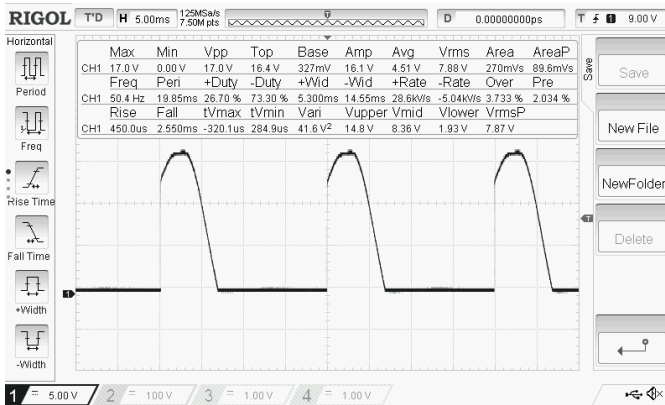 RIGOL T'D H 5.00ms 125MSa/s 7.50M pts D 0.00000000ps T 1 9.00 V
Horizontal
Period
Freq
Rise Time
Fall Time
+Width
-Width
Max Min Vpp Top Base Amp Avg Vrms Area AreaP
CH1 17.0 V 0.00 V 17.0 V 16.4 V 327mV 16.1 V 4.51 V 7.88 V 270mVs 89.6mVs
Freq Peri +Duty -Duty +Wid -Wid +Rate -Rate Over Pre
CH1 50.4 Hz 19.85ms 26.70 % 73.30 % 5.300ms 14.55ms 28.6kV/s -5.04kV/s 3.733 % 2.034 %
Rise Fall tVmax tVmin Vari Vupper Vmid Vlower VrmsP
CH1 450.0us 2.550ms -320.1us 284.9us 41.6 V² 14.8 V 8.36 V 1.93 V 7.87 V
T
1
Save
Save
New File
NewFolder
Delete
1 = 5.00 V 2 = 100 V 3 = 1.00 V 4 = 1.00 V